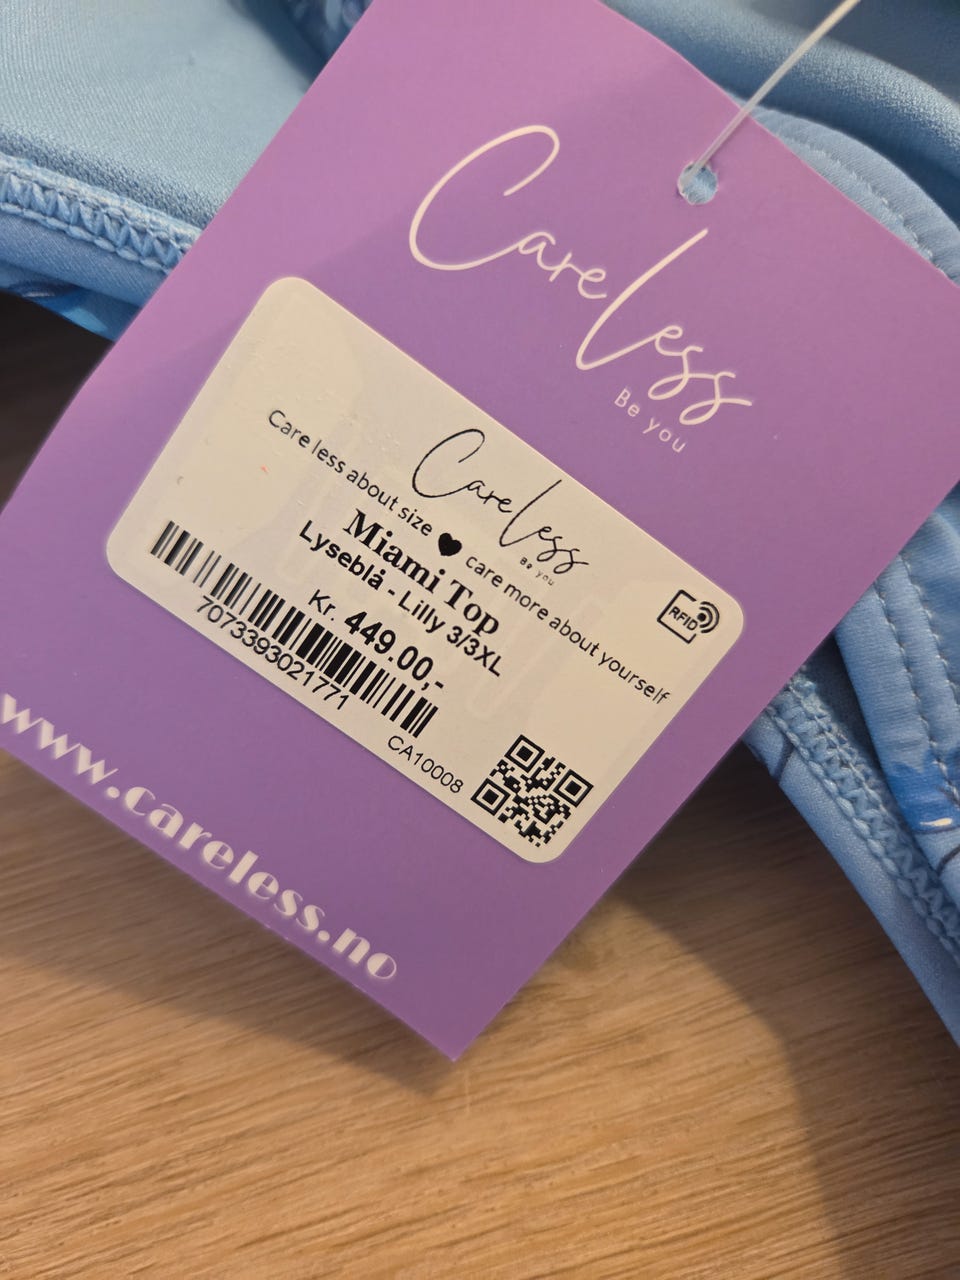 CareLess
Be you
CareLess
Be you
Care less about size ♥ care more about yourself
Miami Top
Lyseblå - Lilly 3/3XL
Kr. 449.00,-
RFID
7073393021771
CA10008
www.careless.no